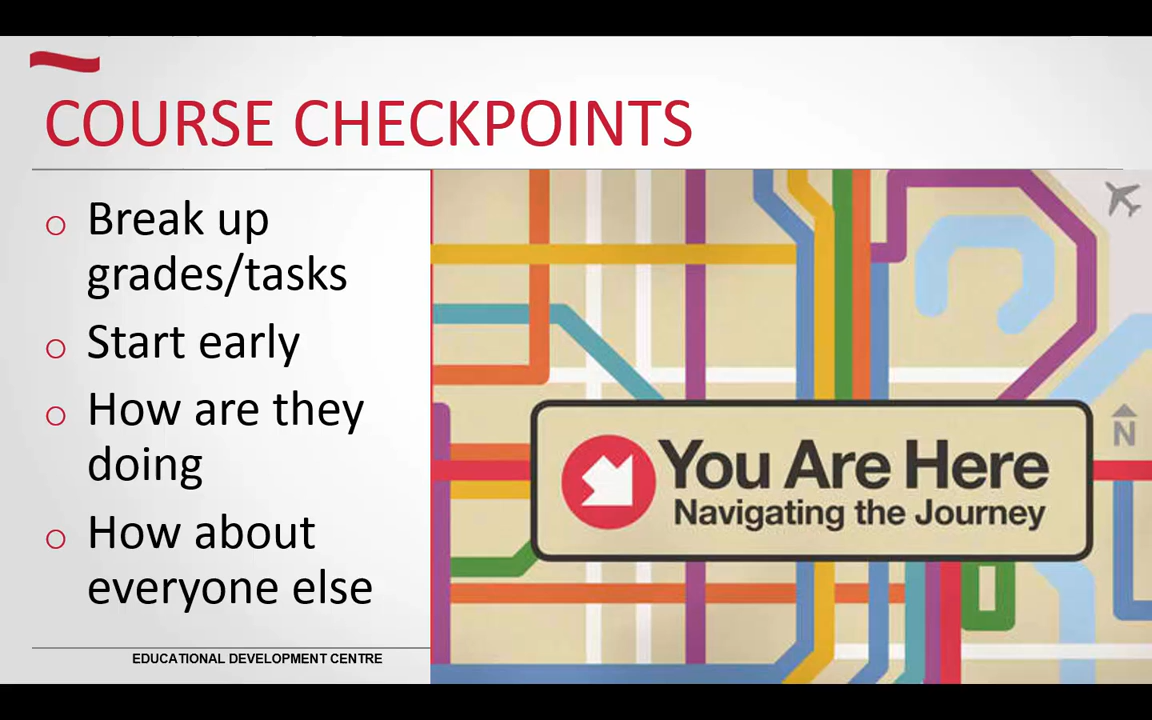 COURSE CHECKPOINTS
o Break up
grades/tasks
o Start early
o How are they
doing
o How about
everyone else
EDUCATIONAL DEVELOPMENT CENTRE
You Are Here
Navigating the Journey
N